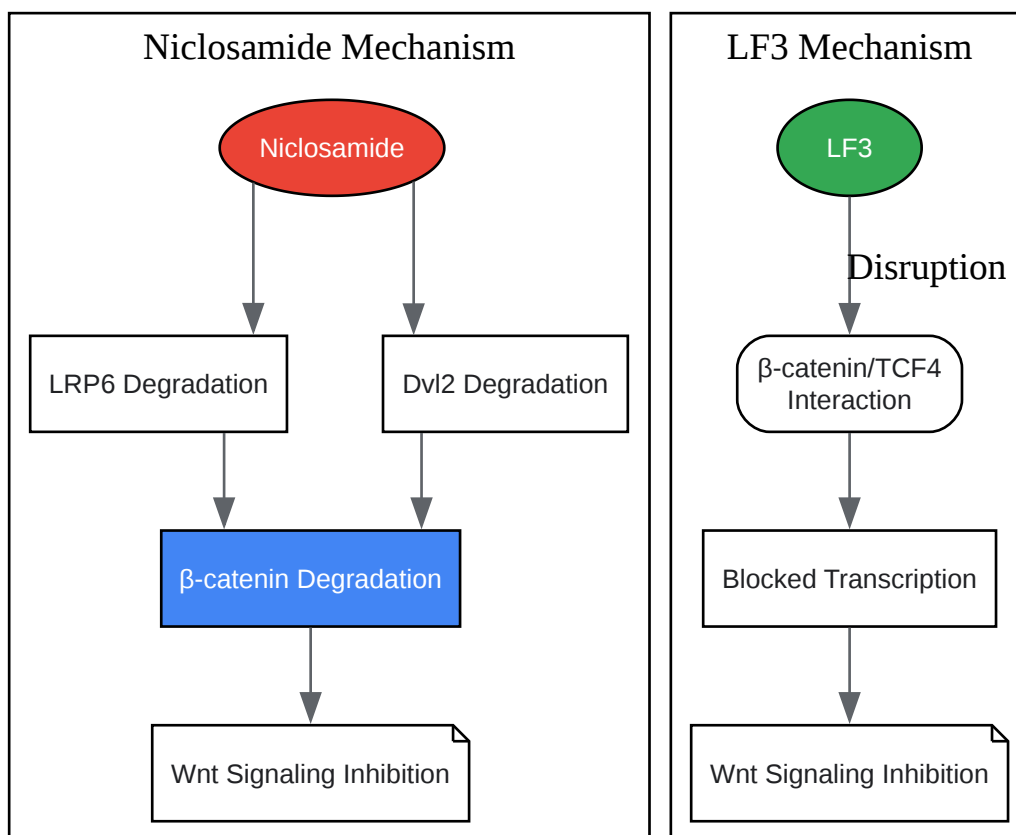 Niclosamide Mechanism
Niclosamide
LRP6 Degradation
Dvl2 Degradation
β-catenin Degradation
Wnt Signaling Inhibition
LF3 Mechanism
LF3
Disruption
β-catenin/TCF4
Interaction
Blocked Transcription
Wnt Signaling Inhibition